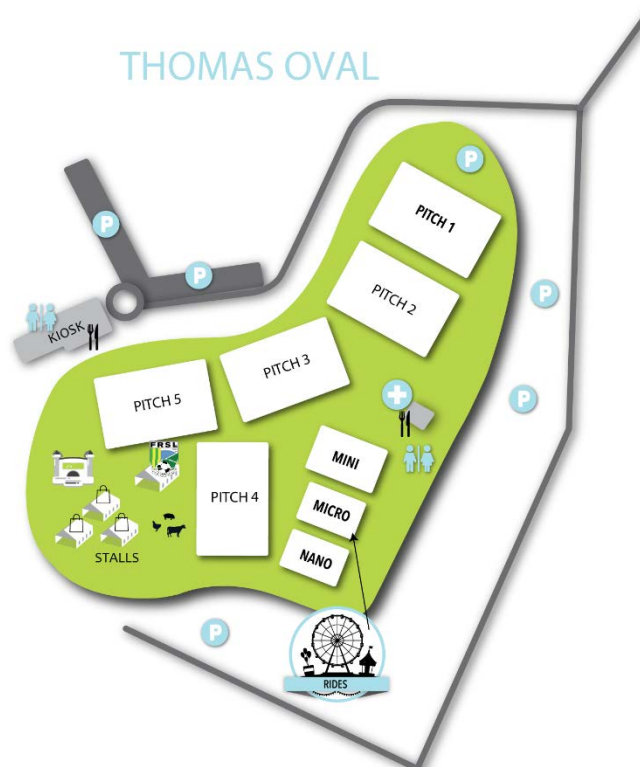 THOMAS OVAL
P
PITCH 1
P
PITCH 2
P
P
KIOSK
PITCH 3
PITCH 5
P
FRSL
MINI
PITCH 4
MICRO
NANO
STALLS
P
RIDES